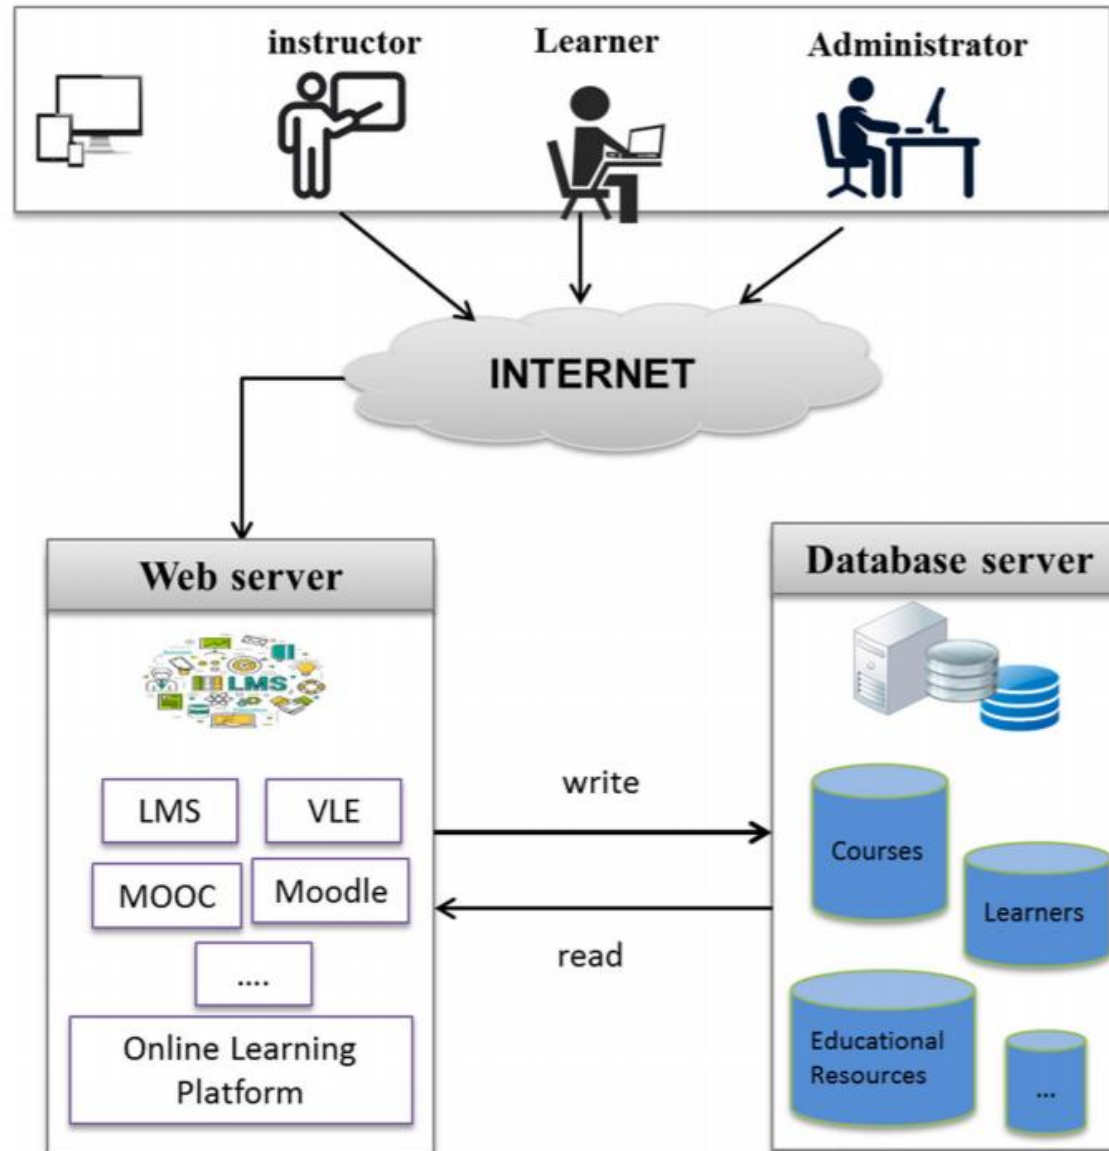 instructor
Learner
Administrator
INTERNET
Web server
LMS
LMS
VLE
MOOC
Moodle
....
Online Learning
Platform
write
read
Database server
Courses
Learners
Educational
Resources
...